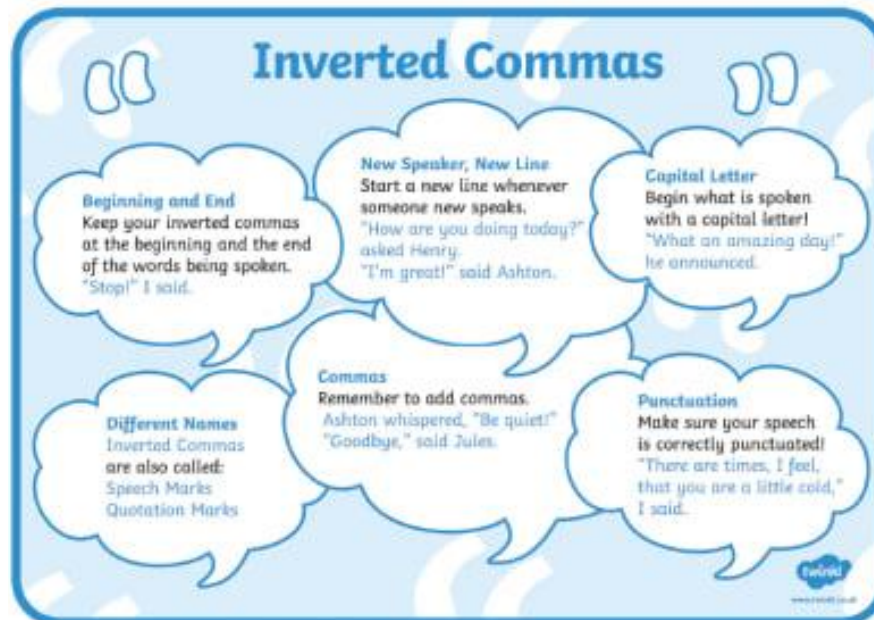 Inverted Commas
Beginning and End
Keep your inverted commas
at the beginning and the end
of the words being spoken.
"Stop!" I said.
New Speaker, New Line
Start a new line whenever
someone new speaks.
"How are you doing today?"
asked Henry.
"I'm great!" said Ashton.
Capital Letter
Begin what is spoken
with a capital letter!
"What an amazing day!"
he announced.
Different Names
Inverted Commas
are also called:
Speech Marks
Quotation Marks
Commas
Remember to add commas.
Ashton whispered, "Be quiet!"
"Goodbye," said Jules.
Punctuation
Make sure your speech
is correctly punctuated!
"There are times, I feel,
that you are a little cold,"
I said.
twinkl
www.twinkl.co.uk